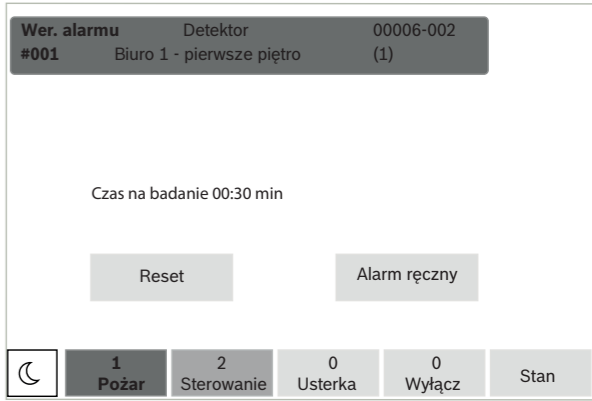 Wer. alarmu Detektor 00006-002
#001 Biuro 1 - pierwsze piętro (1)
Czas na badanie 00:30 min
Reset Alarm ręczny
1 2 0 0
Pożar Sterowanie Usterka Wyłącz Stan